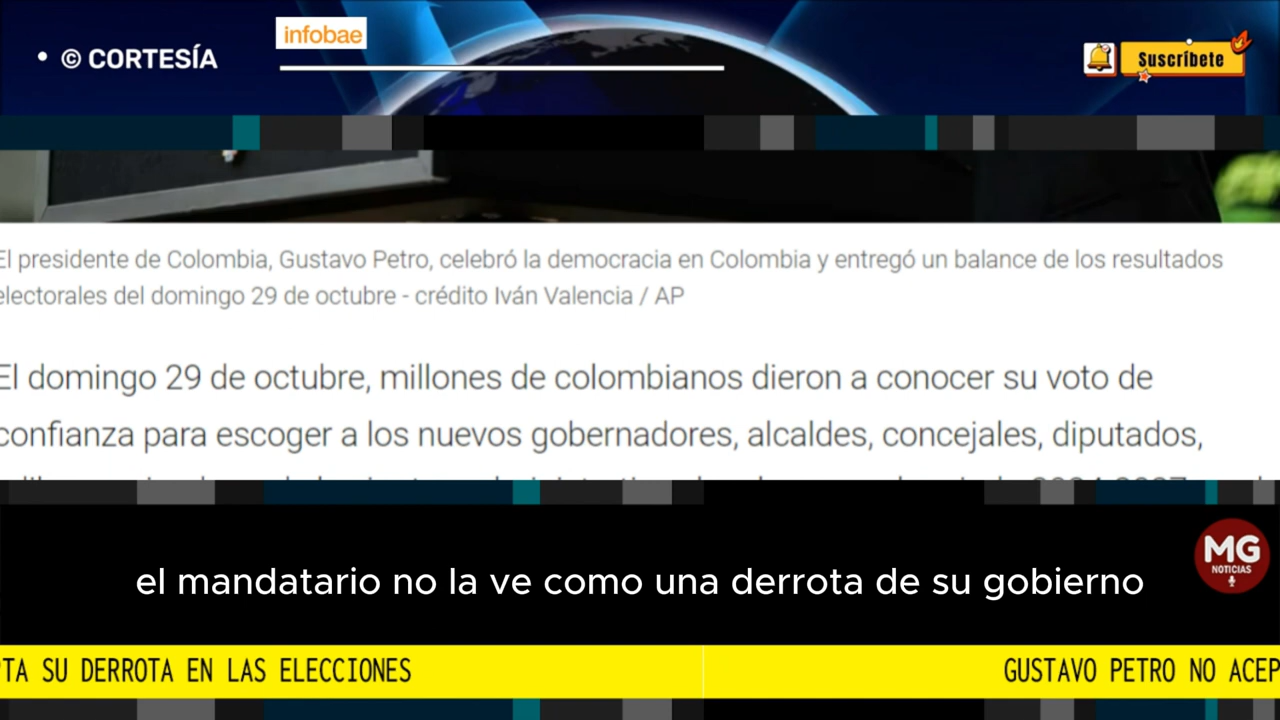 infobae
• © CORTESÍA
Suscríbete
El presidente de Colombia, Gustavo Petro, celebró la democracia en Colombia y entregó un balance de los resultados
electorales del domingo 29 de octubre - crédito Iván Valencia / AP
El domingo 29 de octubre, millones de colombianos dieron a conocer su voto de
confianza para escoger a los nuevos gobernadores, alcaldes, concejales, diputados,
MG
NOTICIAS
el mandatario no la ve como una derrota de su gobierno
TA SU DERROTA EN LAS ELECCIONES GUSTAVO PETRO NO ACEP